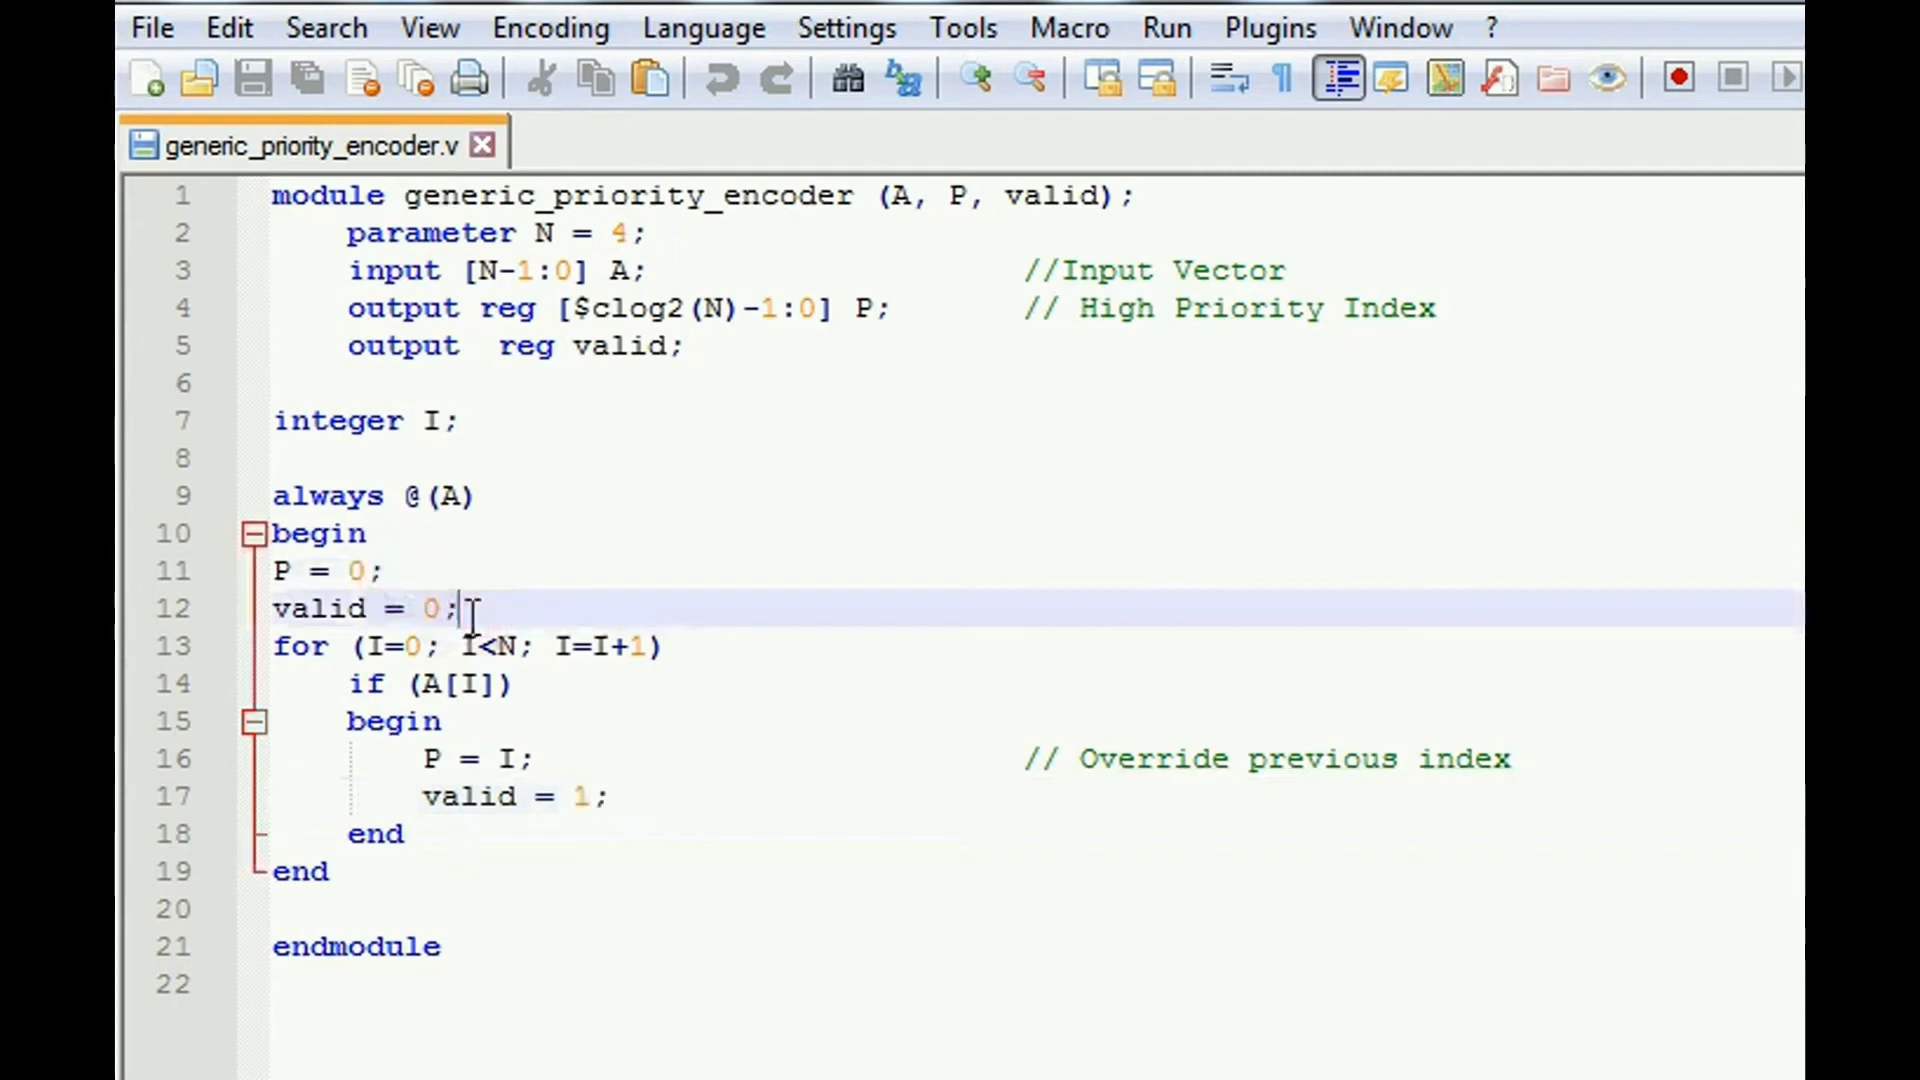 File Edit Search View Encoding Language Settings Tools Macro Run Plugins Window ?
generic_priority_encoder.v
1 module generic_priority_encoder (A, P, valid);
2 parameter N = 4;
3 input [N-1:0] A; //Input Vector
4 output reg [$clog2(N)-1:0] P; // High Priority Index
5 output reg valid;
6
7 integer I;
8
9 always @(A)
10 begin
11 P = 0;
12 valid = 0;
13 for (I=0; I<N; I=I+1)
14 if (A[I])
15 begin
16 P = I; // Override previous index
17 valid = 1;
18 end
19 end
20
21 endmodule
22